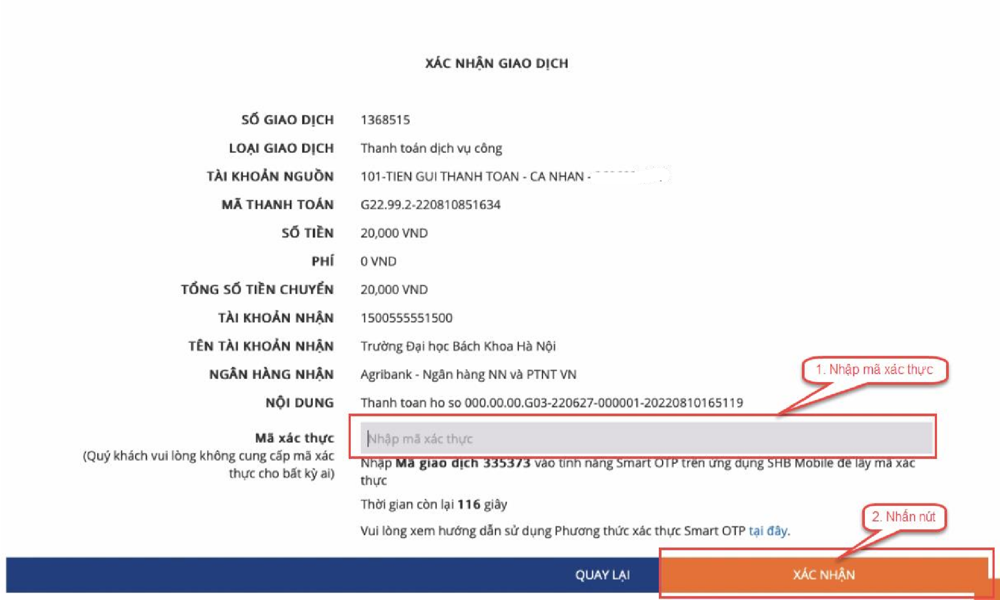 XÁC NHẬN GIAO DỊCH
SỐ GIAO DỊCH 1368515
LOẠI GIAO DỊCH Thanh toán dịch vụ công
TÀI KHOẢN NGUỒN 101-TIEN GUI THANH TOAN - CA NHAN -
MÃ THANH TOÁN G22.99.2-220810851634
SỐ TIỀN 20,000 VND
PHÍ 0 VND
TỔNG SỐ TIỀN CHUYỂN 20,000 VND
TÀI KHOẢN NHẬN 1500555551500
TÊN TÀI KHOẢN NHẬN Trường Đại học Bách Khoa Hà Nội
NGÂN HÀNG NHẬN Agribank - Ngân hàng NN và PTNT VN
1. Nhập mã xác thực
NỘI DUNG Thanh toan ho so 000.00.00.G03-220627-000001-20220810165119
Mã xác thực Nhập mã xác thực
(Quý khách vui lòng không cung cấp mã xác
thực cho bất kỳ ai)
Nhập Mã giao dịch 335373 vào tính năng Smart OTP trên ứng dụng SHB Mobile để lấy mã xác
thực
Thời gian còn lại 116 giây
2. Nhấn nút
Vui lòng xem hướng dẫn sử dụng Phương thức xác thực Smart OTP tại đây.
QUAY LẠI XÁC NHẬN